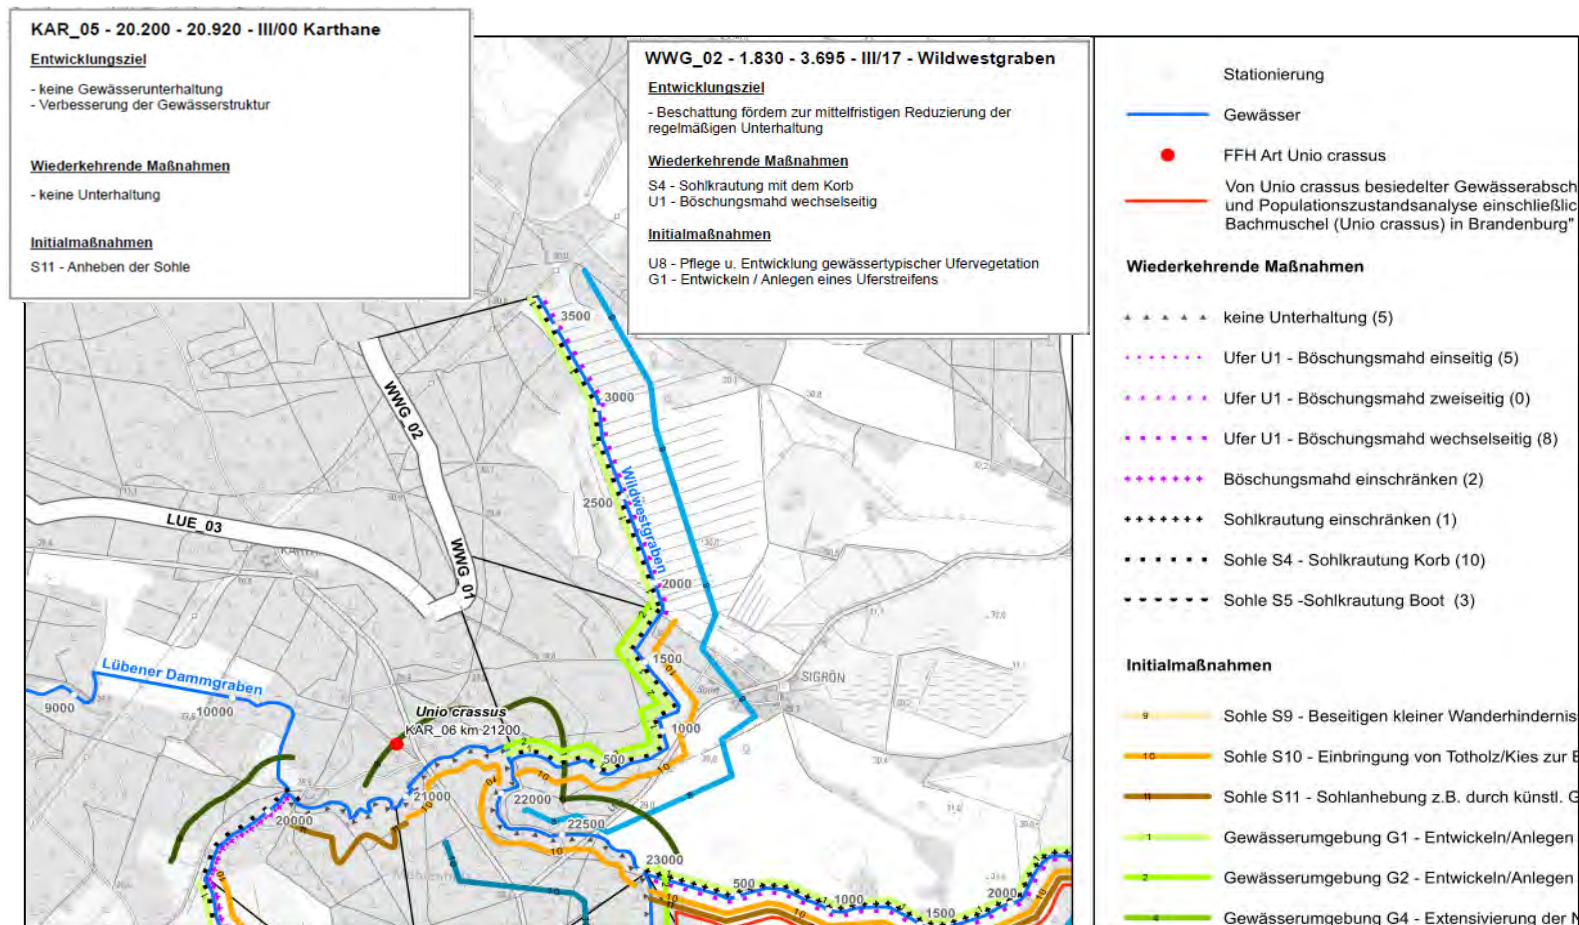 KAR_05 - 20.200 - 20.920 - III/00 Karthane
Entwicklungsziel
- keine Gewässerunterhaltung
- Verbesserung der Gewässerstruktur
Wiederkehrende Maßnahmen
- keine Unterhaltung
Initialmaßnahmen
S11 - Anheben der Sohle
WWG_02 - 1.830 - 3.695 - III/17 - Wildwestgraben
Entwicklungsziel
- Beschattung fördern zur mittelfristigen Reduzierung der
regelmäßigen Unterhaltung
Wiederkehrende Maßnahmen
S4 - Sohlkrautung mit dem Korb
U1 - Böschungsmahd wechselseitig
Initialmaßnahmen
U8 - Pflege u. Entwicklung gewässertypischer Ufervegetation
G1 - Entwickeln / Anlegen eines Uferstreifens
3500
3000
WWG_02
2500
Wildwestgraben
LUE_03
WWG_01
2000
1500
SIGRÖN
Lübener Dammgraben
9000
10000
Unio crassus
KAR_06 km 21200
1000
500
21000
22000
20000
22500
23000
500
1000
1500
2000
Stationierung
Gewässer
FFH Art Unio crassus
Von Unio crassus besiedelter Gewässerabsch
und Populationszustandsanalyse einschließlic
Bachmuschel (Unio crassus) in Brandenburg"
Wiederkehrende Maßnahmen
keine Unterhaltung (5)
Ufer U1 - Böschungsmahd einseitig (5)
Ufer U1 - Böschungsmahd zweiseitig (0)
Ufer U1 - Böschungsmahd wechselseitig (8)
Böschungsmahd einschränken (2)
Sohlkrautung einschränken (1)
Sohle S4 - Sohlkrautung Korb (10)
Sohle S5 -Sohlkrautung Boot (3)
Initialmaßnahmen
9 Sohle S9 - Beseitigen kleiner Wanderhindernis
10 Sohle S10 - Einbringung von Totholz/Kies zur E
11 Sohle S11 - Sohlanhebung z.B. durch künstl. G
1 Gewässerumgebung G1 - Entwickeln/Anlegen
2 Gewässerumgebung G2 - Entwickeln/Anlegen
4 Gewässerumgebung G4 - Extensivierung der N